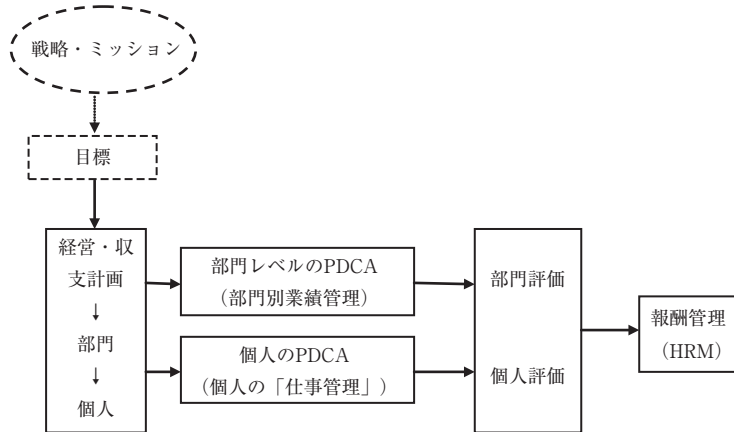 戦略・ミッション
目標
経営・収
支計画
↓
部門
↓
個人
部門レベルのPDCA
（部門別業績管理）
個人のPDCA
（個人の「仕事管理」）
部門評価
個人評価
報酬管理
（HRM）